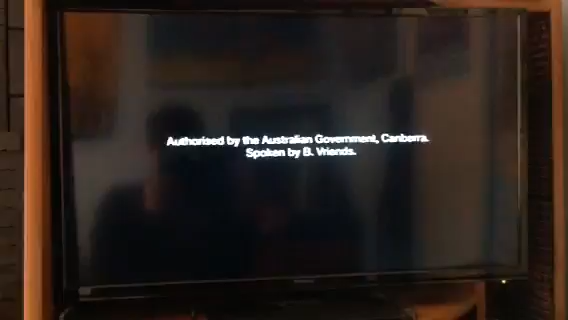 Authorised by the Australian Government, Canberra.
Spoken by B. Vriends.